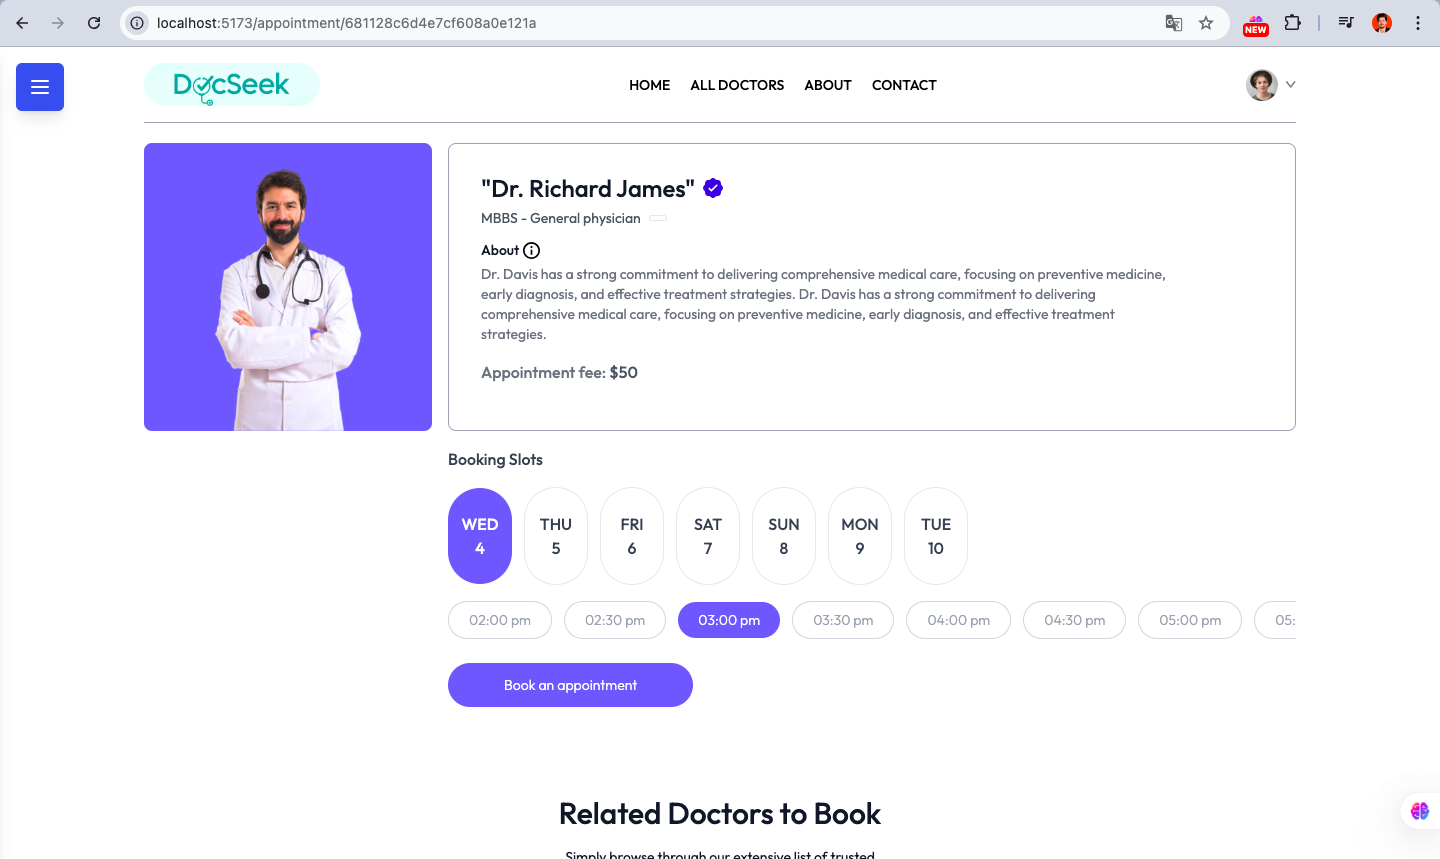 localhost:5173/appointment/681128c6d4e7cf608a0e121a
NEW
DocSeek
HOME ALL DOCTORS ABOUT CONTACT
"Dr. Richard James"
MBBS - General physician
About
Dr. Davis has a strong commitment to delivering comprehensive medical care, focusing on preventive medicine,
early diagnosis, and effective treatment strategies. Dr. Davis has a strong commitment to delivering
comprehensive medical care, focusing on preventive medicine, early diagnosis, and effective treatment
strategies.
Appointment fee: $50
Booking Slots
WED THU FRI SAT SUN MON TUE
4 5 6 7 8 9 10
02:00 pm 02:30 pm 03:00 pm 03:30 pm 04:00 pm 04:30 pm 05:00 pm 05:
Book an appointment
Related Doctors to Book
Simply browse through our extensive list of trusted